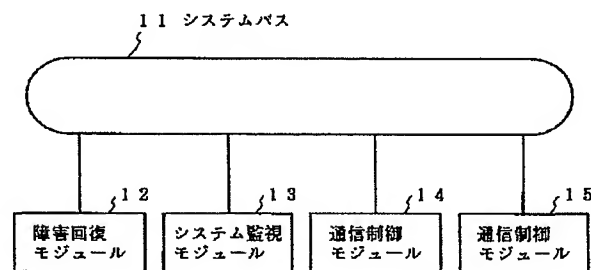 11 システムバス
12
13
14
15
障害回復
モジュール
システム監視
モジュール
通信制御
モジュール
通信制御
モジュール